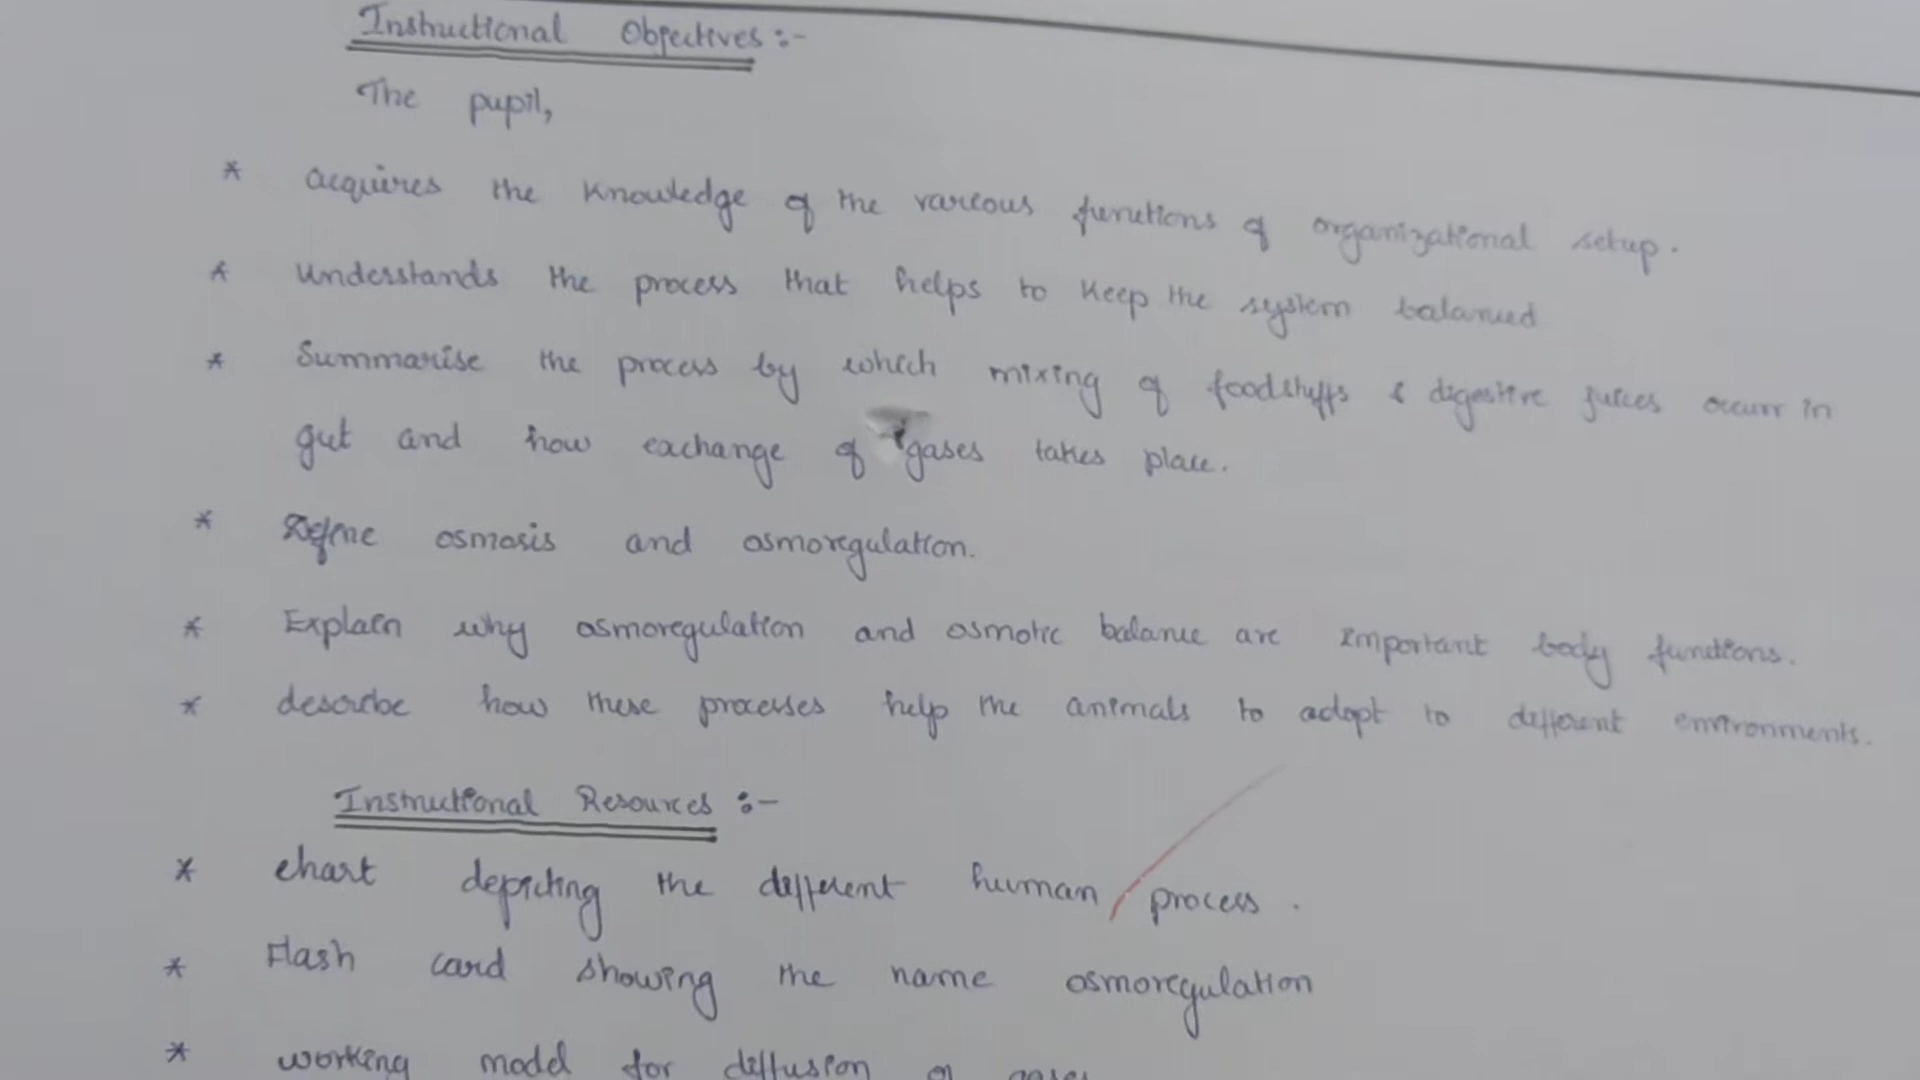 Instructional Objectives :-
The pupil,
* acquires the knowledge of the various functions of organizational setup.
* understands the process that helps to keep the system balanced
* Summarise the process by which mixing of foodstuffs & digestive juices occurr in
gut and how exchange of gases takes place.
* Define osmosis and osmoregulation.
* Explain why osmoregulation and osmotic balance are important body functions.
* describe how these processes help the animals to adopt to different environments.
Instructional Resources :-
* chart depicting the different human process.
* Flash card showing the name osmoregulation
* working model for diffusion of gases